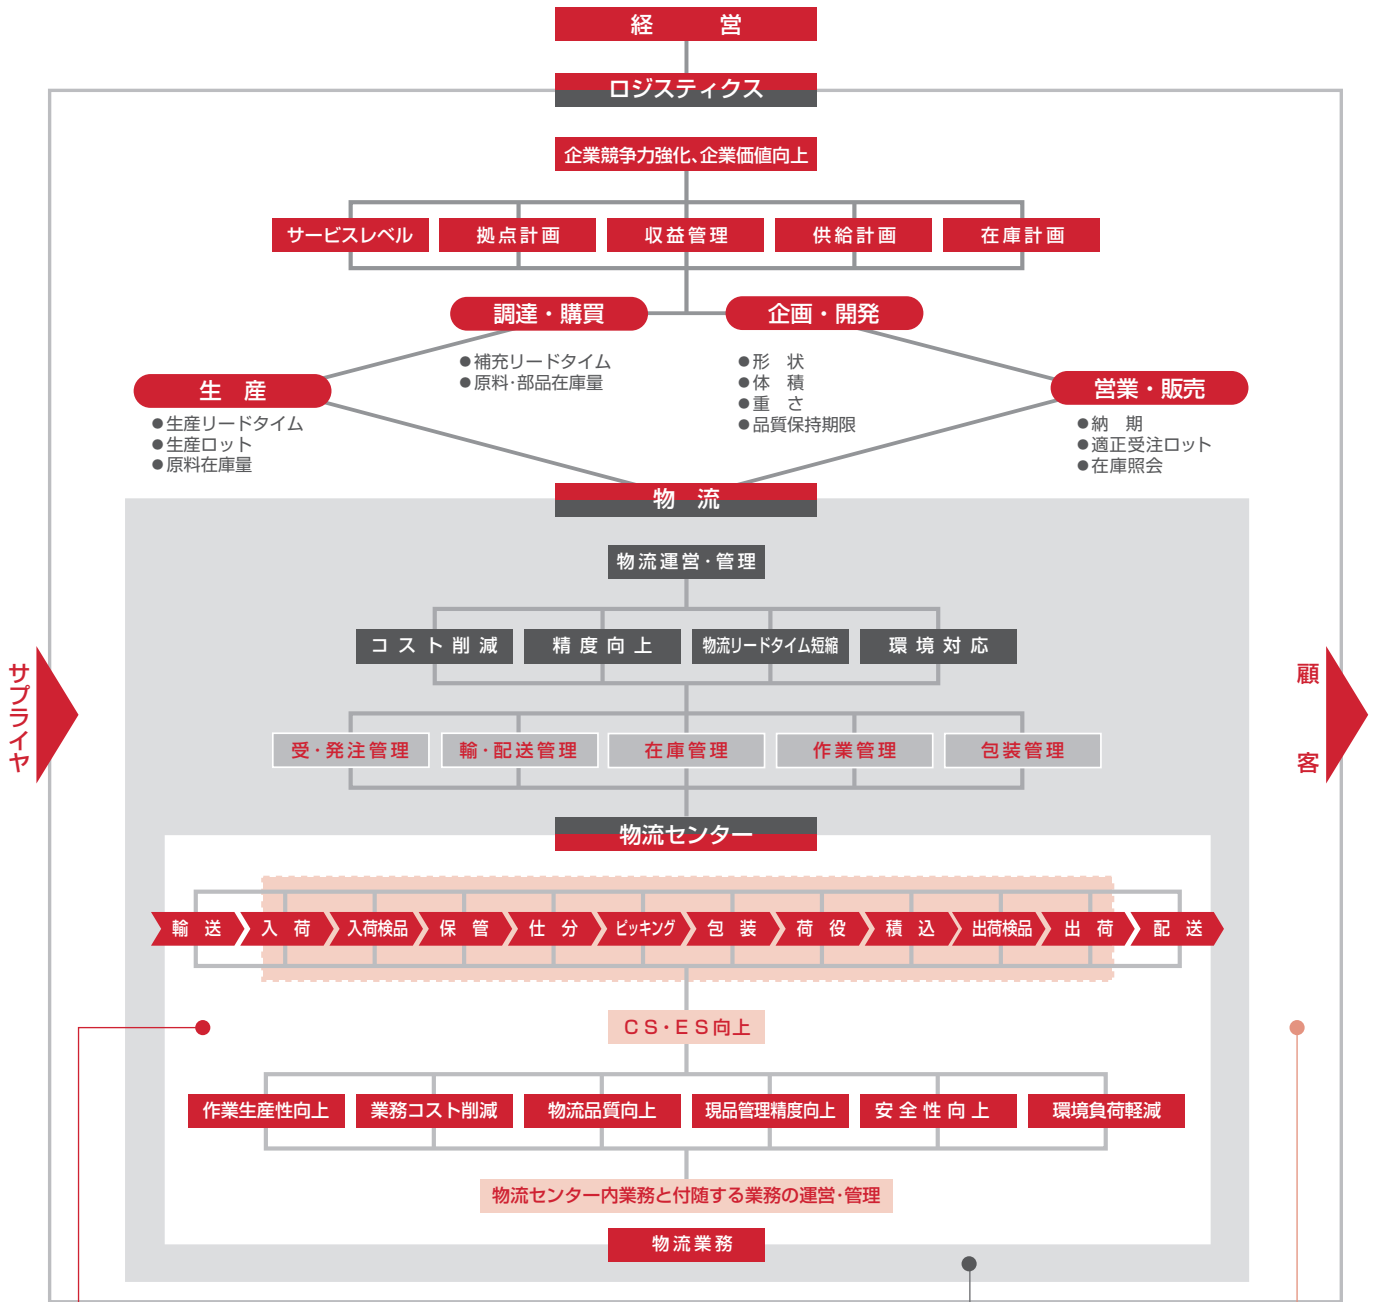 経　営
ロジスティクス
企業競争力強化、企業価値向上
サービスレベル
拠点計画
収益管理
供給計画
在庫計画
調達・購買
●補充リードタイム
●原料・部品在庫量
企画・開発
●形　状
●体　積
●重　さ
●品質保持期限
生　産
●生産リードタイム
●生産ロット
●原料在庫量
営業・販売
●納　期
●適正受注ロット
●在庫照会
物　流
物流運営・管理
コスト削減
精度向上
物流リードタイム短縮
環境対応
サプライヤ
顧客
受・発注管理
輸・配送管理
在庫管理
作業管理
包装管理
物流センター
輸　送
入　荷
入荷検品
保　管
仕　分
ピッキング
包　装
荷　役
積　込
出荷検品
出　荷
配　送
CS・ES向上
作業生産性向上
業務コスト削減
物流品質向上
現品管理精度向上
安全性向上
環境負荷軽減
物流センター内業務と付随する業務の運営・管理
物流業務